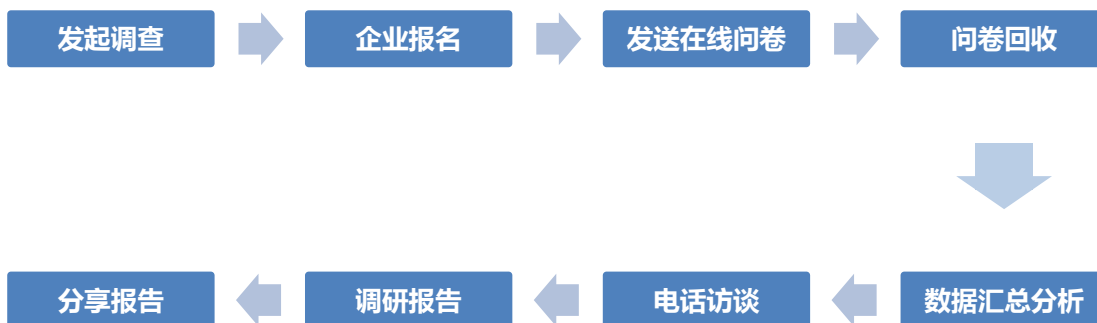 发起调查
企业报名
发送在线问卷
问卷回收
数据汇总分析
电话访谈
调研报告
分享报告